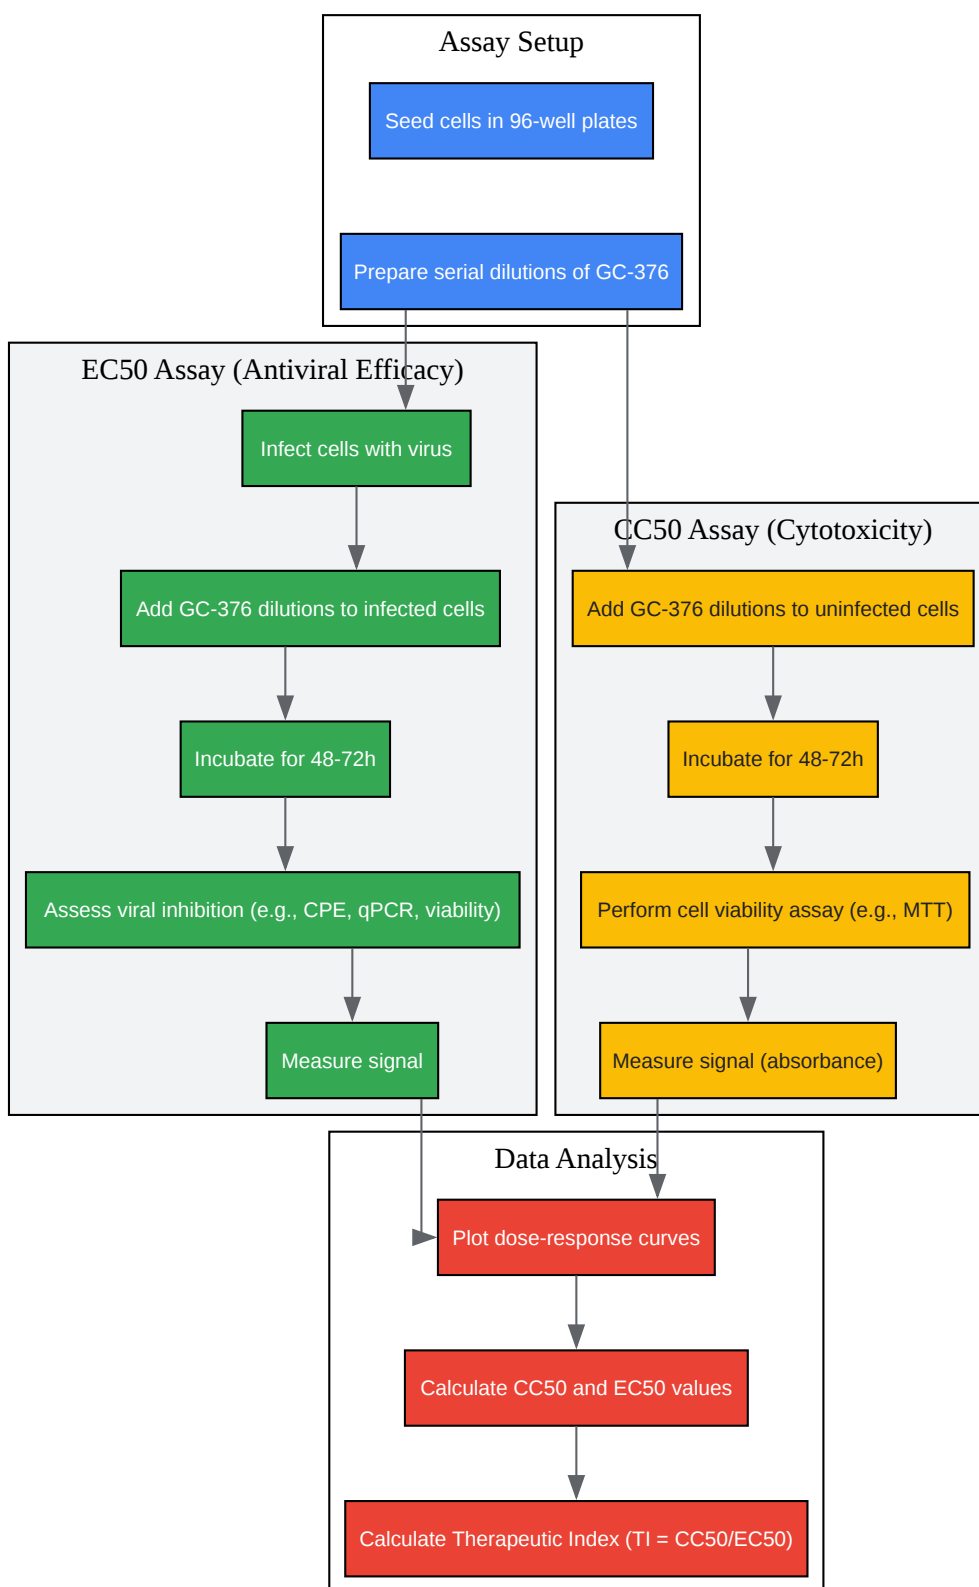 Assay Setup
Seed cells in 96-well plates
Prepare serial dilutions of GC-376
EC50 Assay (Antiviral Efficacy)
Infect cells with virus
Add GC-376 dilutions to infected cells
Incubate for 48-72h
Assess viral inhibition (e.g., CPE, qPCR, viability)
Measure signal
CC50 Assay (Cytotoxicity)
Add GC-376 dilutions to uninfected cells
Incubate for 48-72h
Perform cell viability assay (e.g., MTT)
Measure signal (absorbance)
Data Analysis
Plot dose-response curves
Calculate CC50 and EC50 values
Calculate Therapeutic Index (TI = CC50/EC50)